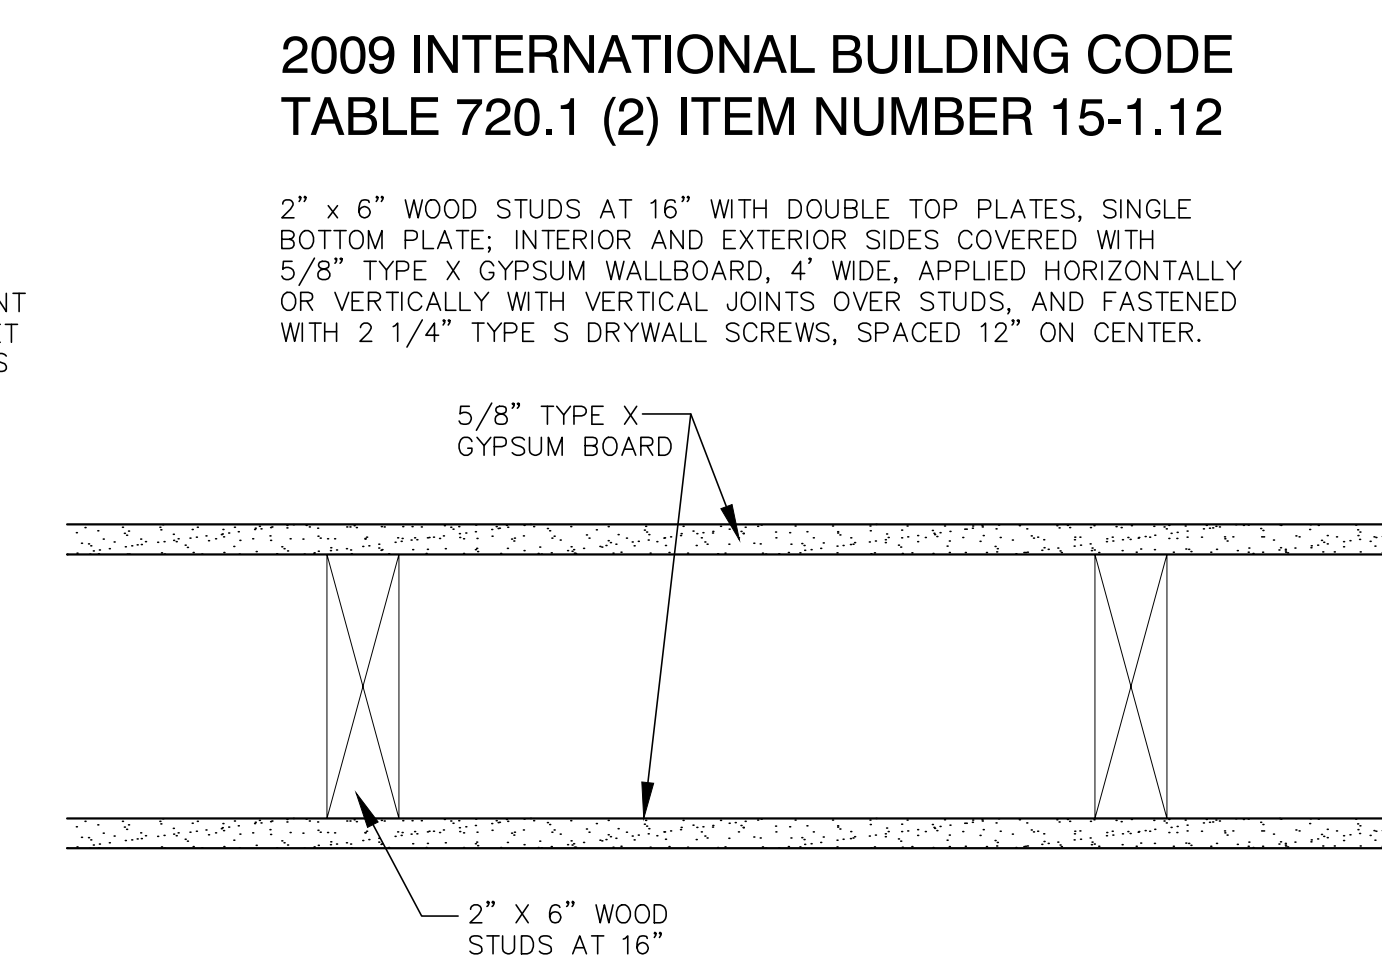 2009 INTERNATIONAL BUILDING CODE
TABLE 720.1 (2) ITEM NUMBER 15-1.12
2” x 6” WOOD STUDS AT 16” WITH DOUBLE TOP PLATES, SINGLE
BOTTOM PLATE; INTERIOR AND EXTERIOR SIDES COVERED WITH
5/8” TYPE X GYPSUM WALLBOARD, 4’ WIDE, APPLIED HORIZONTALLY
OR VERTICALLY WITH VERTICAL JOINTS OVER STUDS, AND FASTENED
WITH 2 1/4” TYPE S DRYWALL SCREWS, SPACED 12” ON CENTER.
5/8” TYPE X
GYPSUM BOARD
2” X 6” WOOD
STUDS AT 16”